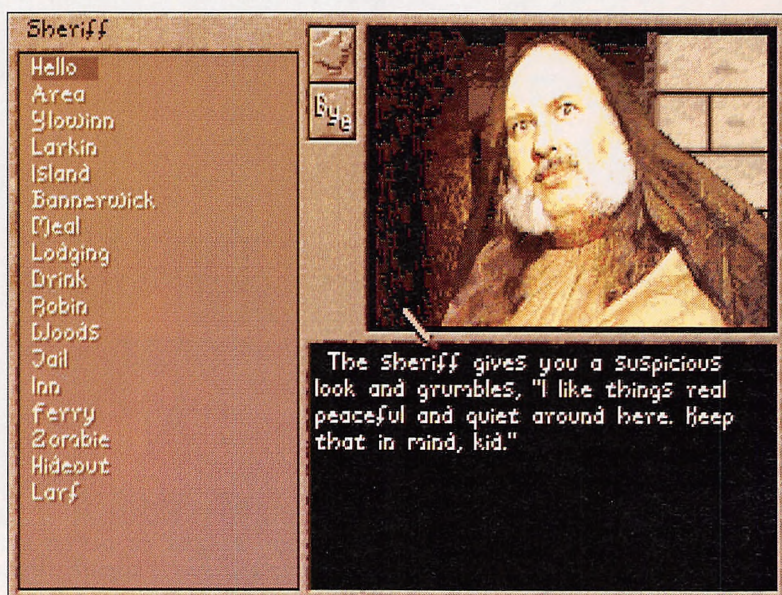 Sheriff
Hello
Area
Glowinn
Larkin
Island
Bannerwick
Meal
Lodging
Drink
Robin
Woods
Jail
Inn
Ferry
Zombie
Hideout
Larf
Bye
The Sheriff gives you a suspicious
look and grumbles, "I like things real
peaceful and quiet around here. Keep
that in mind, kid."